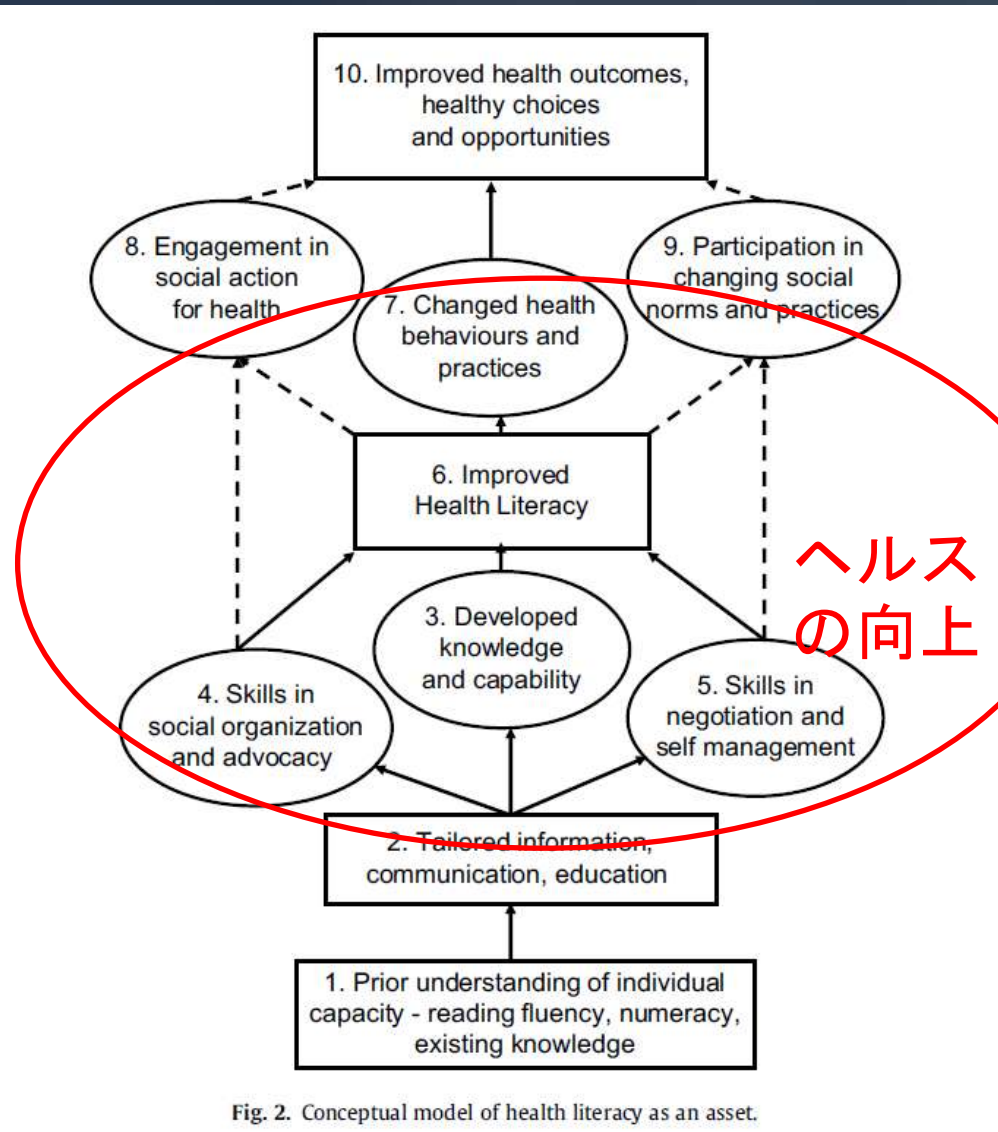 10. Improved health outcomes,
healthy choices
and opportunities
8. Engagement in
social action
for health
9. Participation in
changing social
norms and practices
7. Changed health
behaviours and
practices
6. Improved
Health Literacy
ヘルス
の向上
3. Developed
knowledge
and capability
4. Skills in
social organization
and advocacy
5. Skills in
negotiation and
self management
2. Tailored information,
communication, education
1. Prior understanding of individual
capacity - reading fluency, numeracy,
existing knowledge
Fig. 2. Conceptual model of health literacy as an asset.